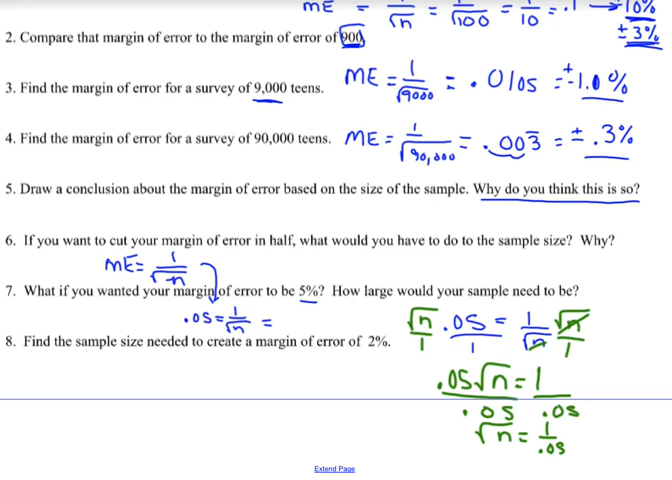 ME = 1/√n = 1/√100 = 1/10 = .1 → 10%
2. Compare that margin of error to the margin of error of 900. ±3%
3. Find the margin of error for a survey of 9,000 teens. ME = 1/√9000 = .0105 = ±1.0%
4. Find the margin of error for a survey of 90,000 teens. ME = 1/√90,000 = .003̅ = ±.3%
5. Draw a conclusion about the margin of error based on the size of the sample. Why do you think this is so?
6. If you want to cut your margin of error in half, what would you have to do to the sample size? Why?
ME = 1/√n
7. What if you wanted your margin of error to be 5%? How large would your sample need to be?
.05 = 1/√n =
√n/1 · .05/1 = 1/√n √n/1
8. Find the sample size needed to create a margin of error of 2%.
.05√n/.05 = 1/.05
√n = 1/.05
Extend Page